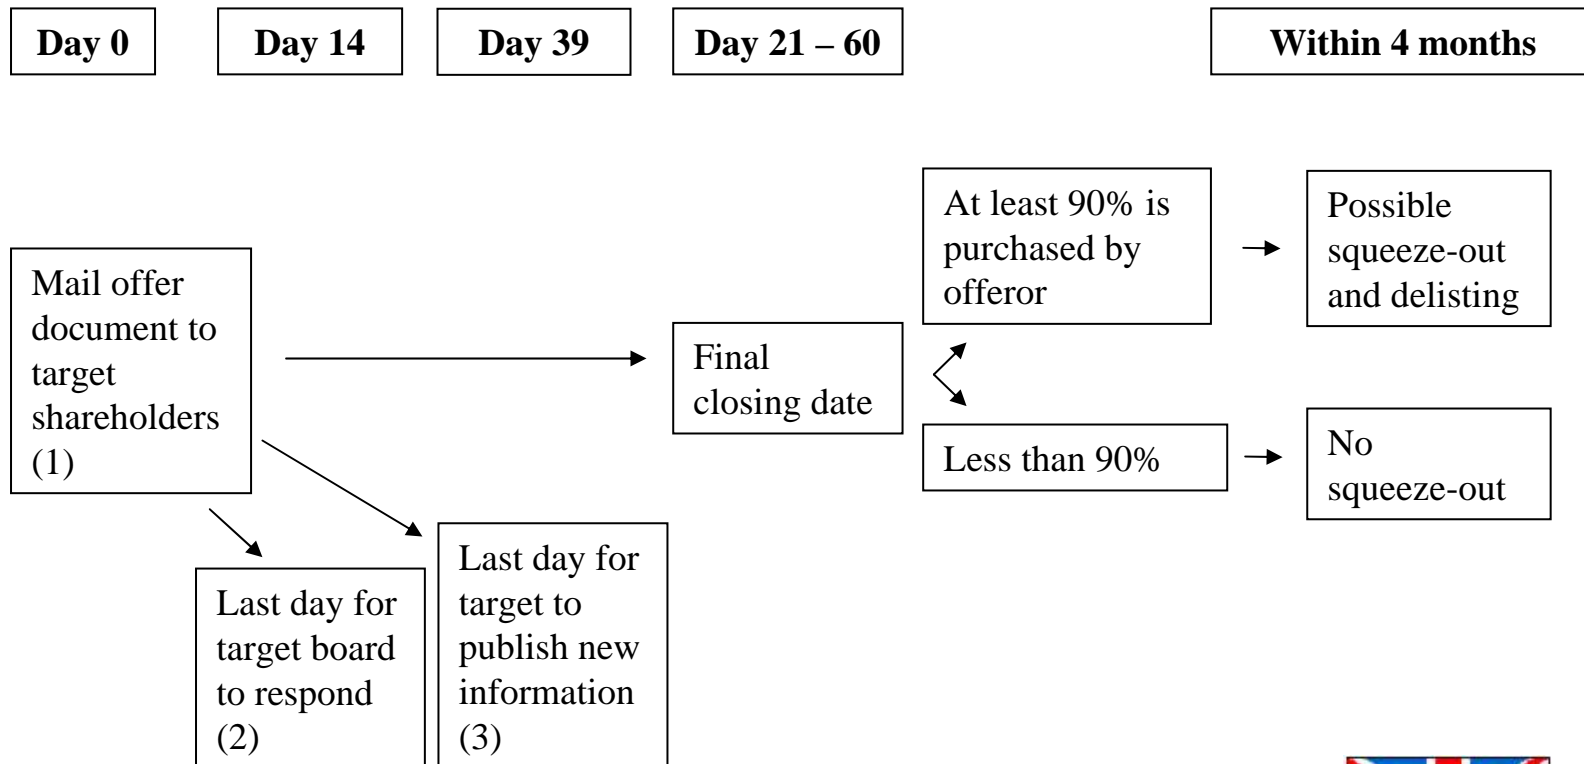 Day 0
Day 14
Day 39
Day 21 – 60
Within 4 months
Mail offer
document to
target
shareholders
(1)
Last day for
target board
to respond
(2)
Last day for
target to
publish new
information
(3)
Final
closing date
At least 90% is
purchased by
offeror
Possible
squeeze-out
and delisting
Less than 90%
No
squeeze-out